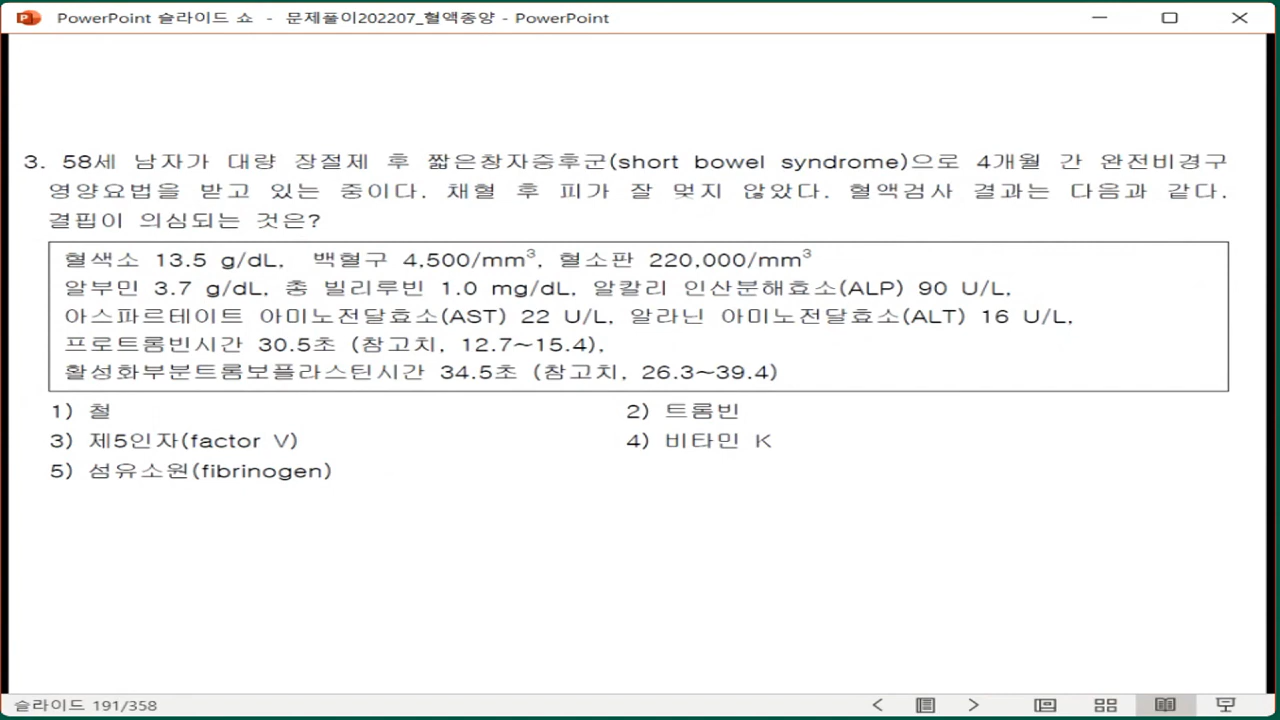 PowerPoint 슬라이드 쇼 - 문제풀이202207_혈액종양 - PowerPoint
3. 58세 남자가 대량 장절제 후 짧은창자증후군(short bowel syndrome)으로 4개월 간 완전비경구
영양요법을 받고 있는 중이다. 채혈 후 피가 잘 멎지 않았다. 혈액검사 결과는 다음과 같다.
결핍이 의심되는 것은?
혈색소 13.5 g/dL, 백혈구 4,500/mm³, 혈소판 220,000/mm³
알부민 3.7 g/dL, 총 빌리루빈 1.0 mg/dL, 알칼리 인산분해효소(ALP) 90 U/L,
아스파르테이트 아미노전달효소(AST) 22 U/L, 알라닌 아미노전달효소(ALT) 16 U/L,
프로트롬빈시간 30.5초 (참고치, 12.7~15.4),
활성화부분트롬보플라스틴시간 34.5초 (참고치, 26.3~39.4)
1) 철 2) 트롬빈
3) 제5인자(factor V) 4) 비타민 K
5) 섬유소원(fibrinogen)
슬라이드 191/358